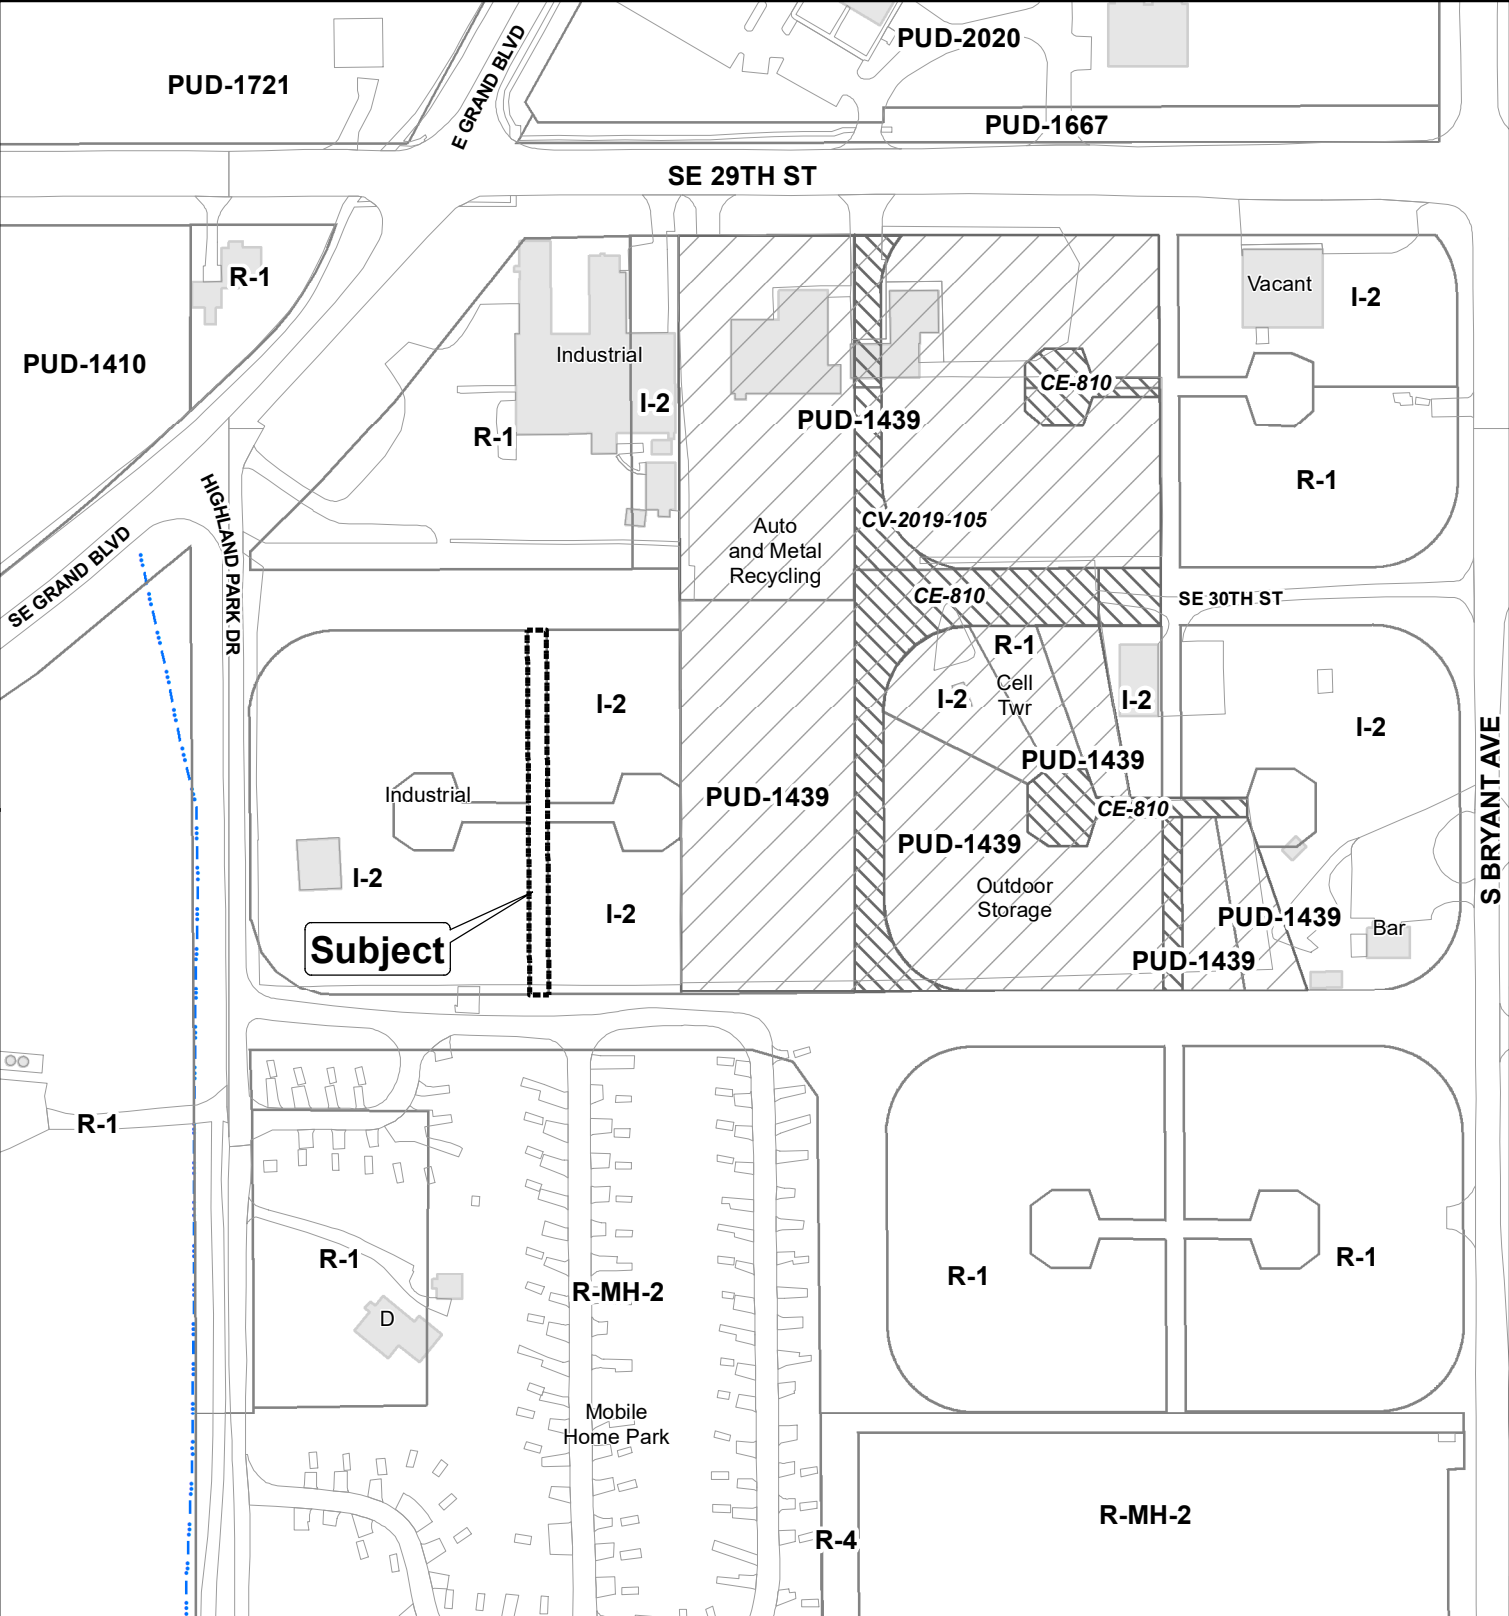 PUD-2020
PUD-1721
E GRAND BLVD
PUD-1667
SE 29TH ST
R-1
Vacant
I-2
PUD-1410
Industrial
CE-810
I-2
PUD-1439
R-1
R-1
HIGHLAND PARK DR
SE GRAND BLVD
CV-2019-105
Auto
and Metal
Recycling
CE-810
SE 30TH ST
R-1
Cell
Twr
I-2
I-2
I-2
I-2
S BRYANT AVE
PUD-1439
Industrial
PUD-1439
CE-810
PUD-1439
I-2
Outdoor
Storage
I-2
PUD-1439
Bar
Subject
PUD-1439
R-1
R-1
R-1
R-1
R-MH-2
D
Mobile
Home Park
R-MH-2
R-4